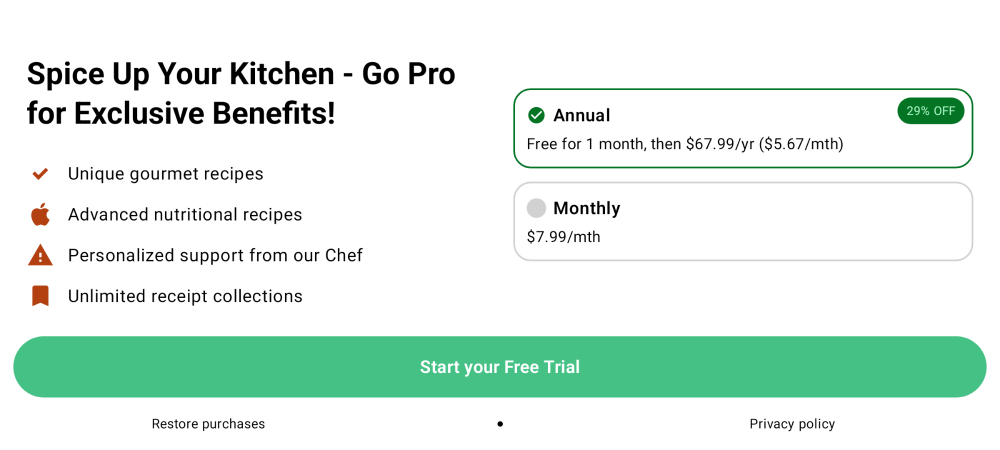 Spice Up Your Kitchen - Go Pro
for Exclusive Benefits!
Unique gourmet recipes
Advanced nutritional recipes
Personalized support from our Chef
Unlimited receipt collections
Annual
29% OFF
Free for 1 month, then $67.99/yr ($5.67/mth)
Monthly
$7.99/mth
Start your Free Trial
Restore purchases
Privacy policy